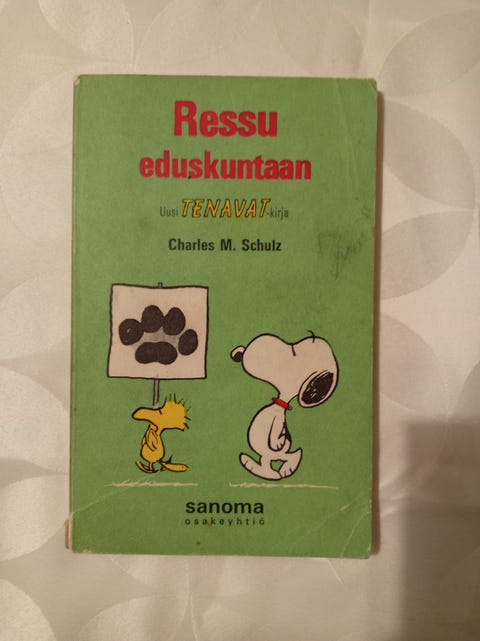 Ressu
eduskuntaan
Uusi TENAVAT-kirja
Charles M. Schulz
sanoma
osakeyhtiö